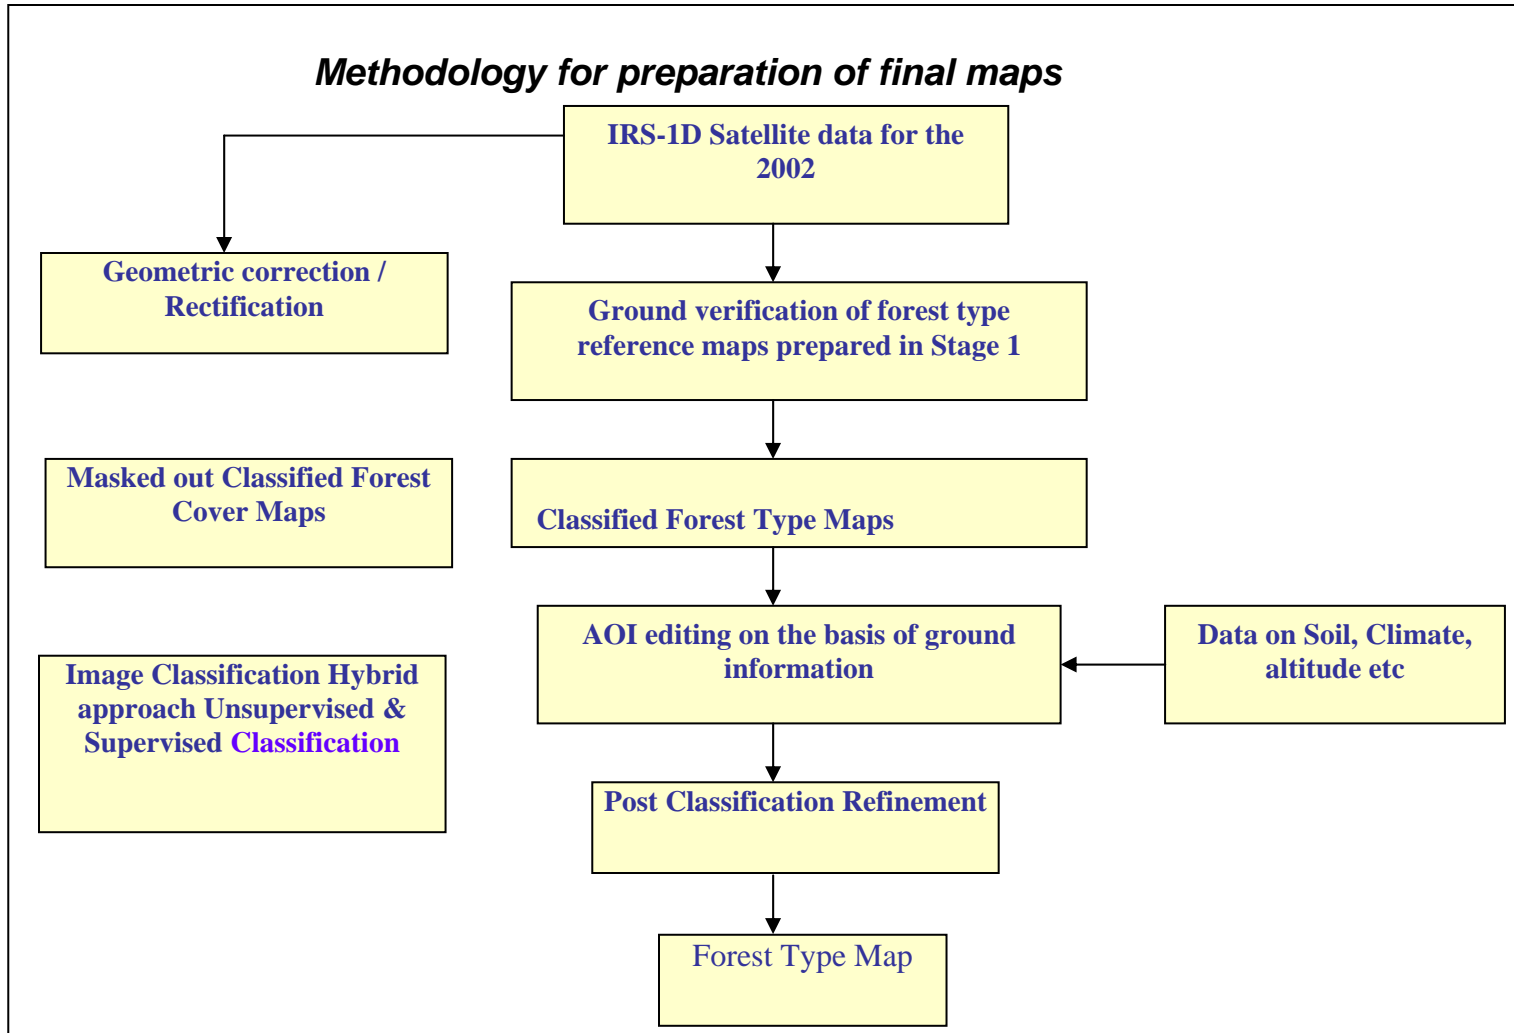 Methodology for preparation of final maps
IRS-1D Satellite data for the
2002
Geometric correction /
Rectification
Ground verification of forest type
reference maps prepared in Stage 1
Masked out Classified Forest
Cover Maps
Classified Forest Type Maps
AOI editing on the basis of ground
information
Data on Soil, Climate,
altitude etc
Image Classification Hybrid
approach Unsupervised &
Supervised Classification
Post Classification Refinement
Forest Type Map